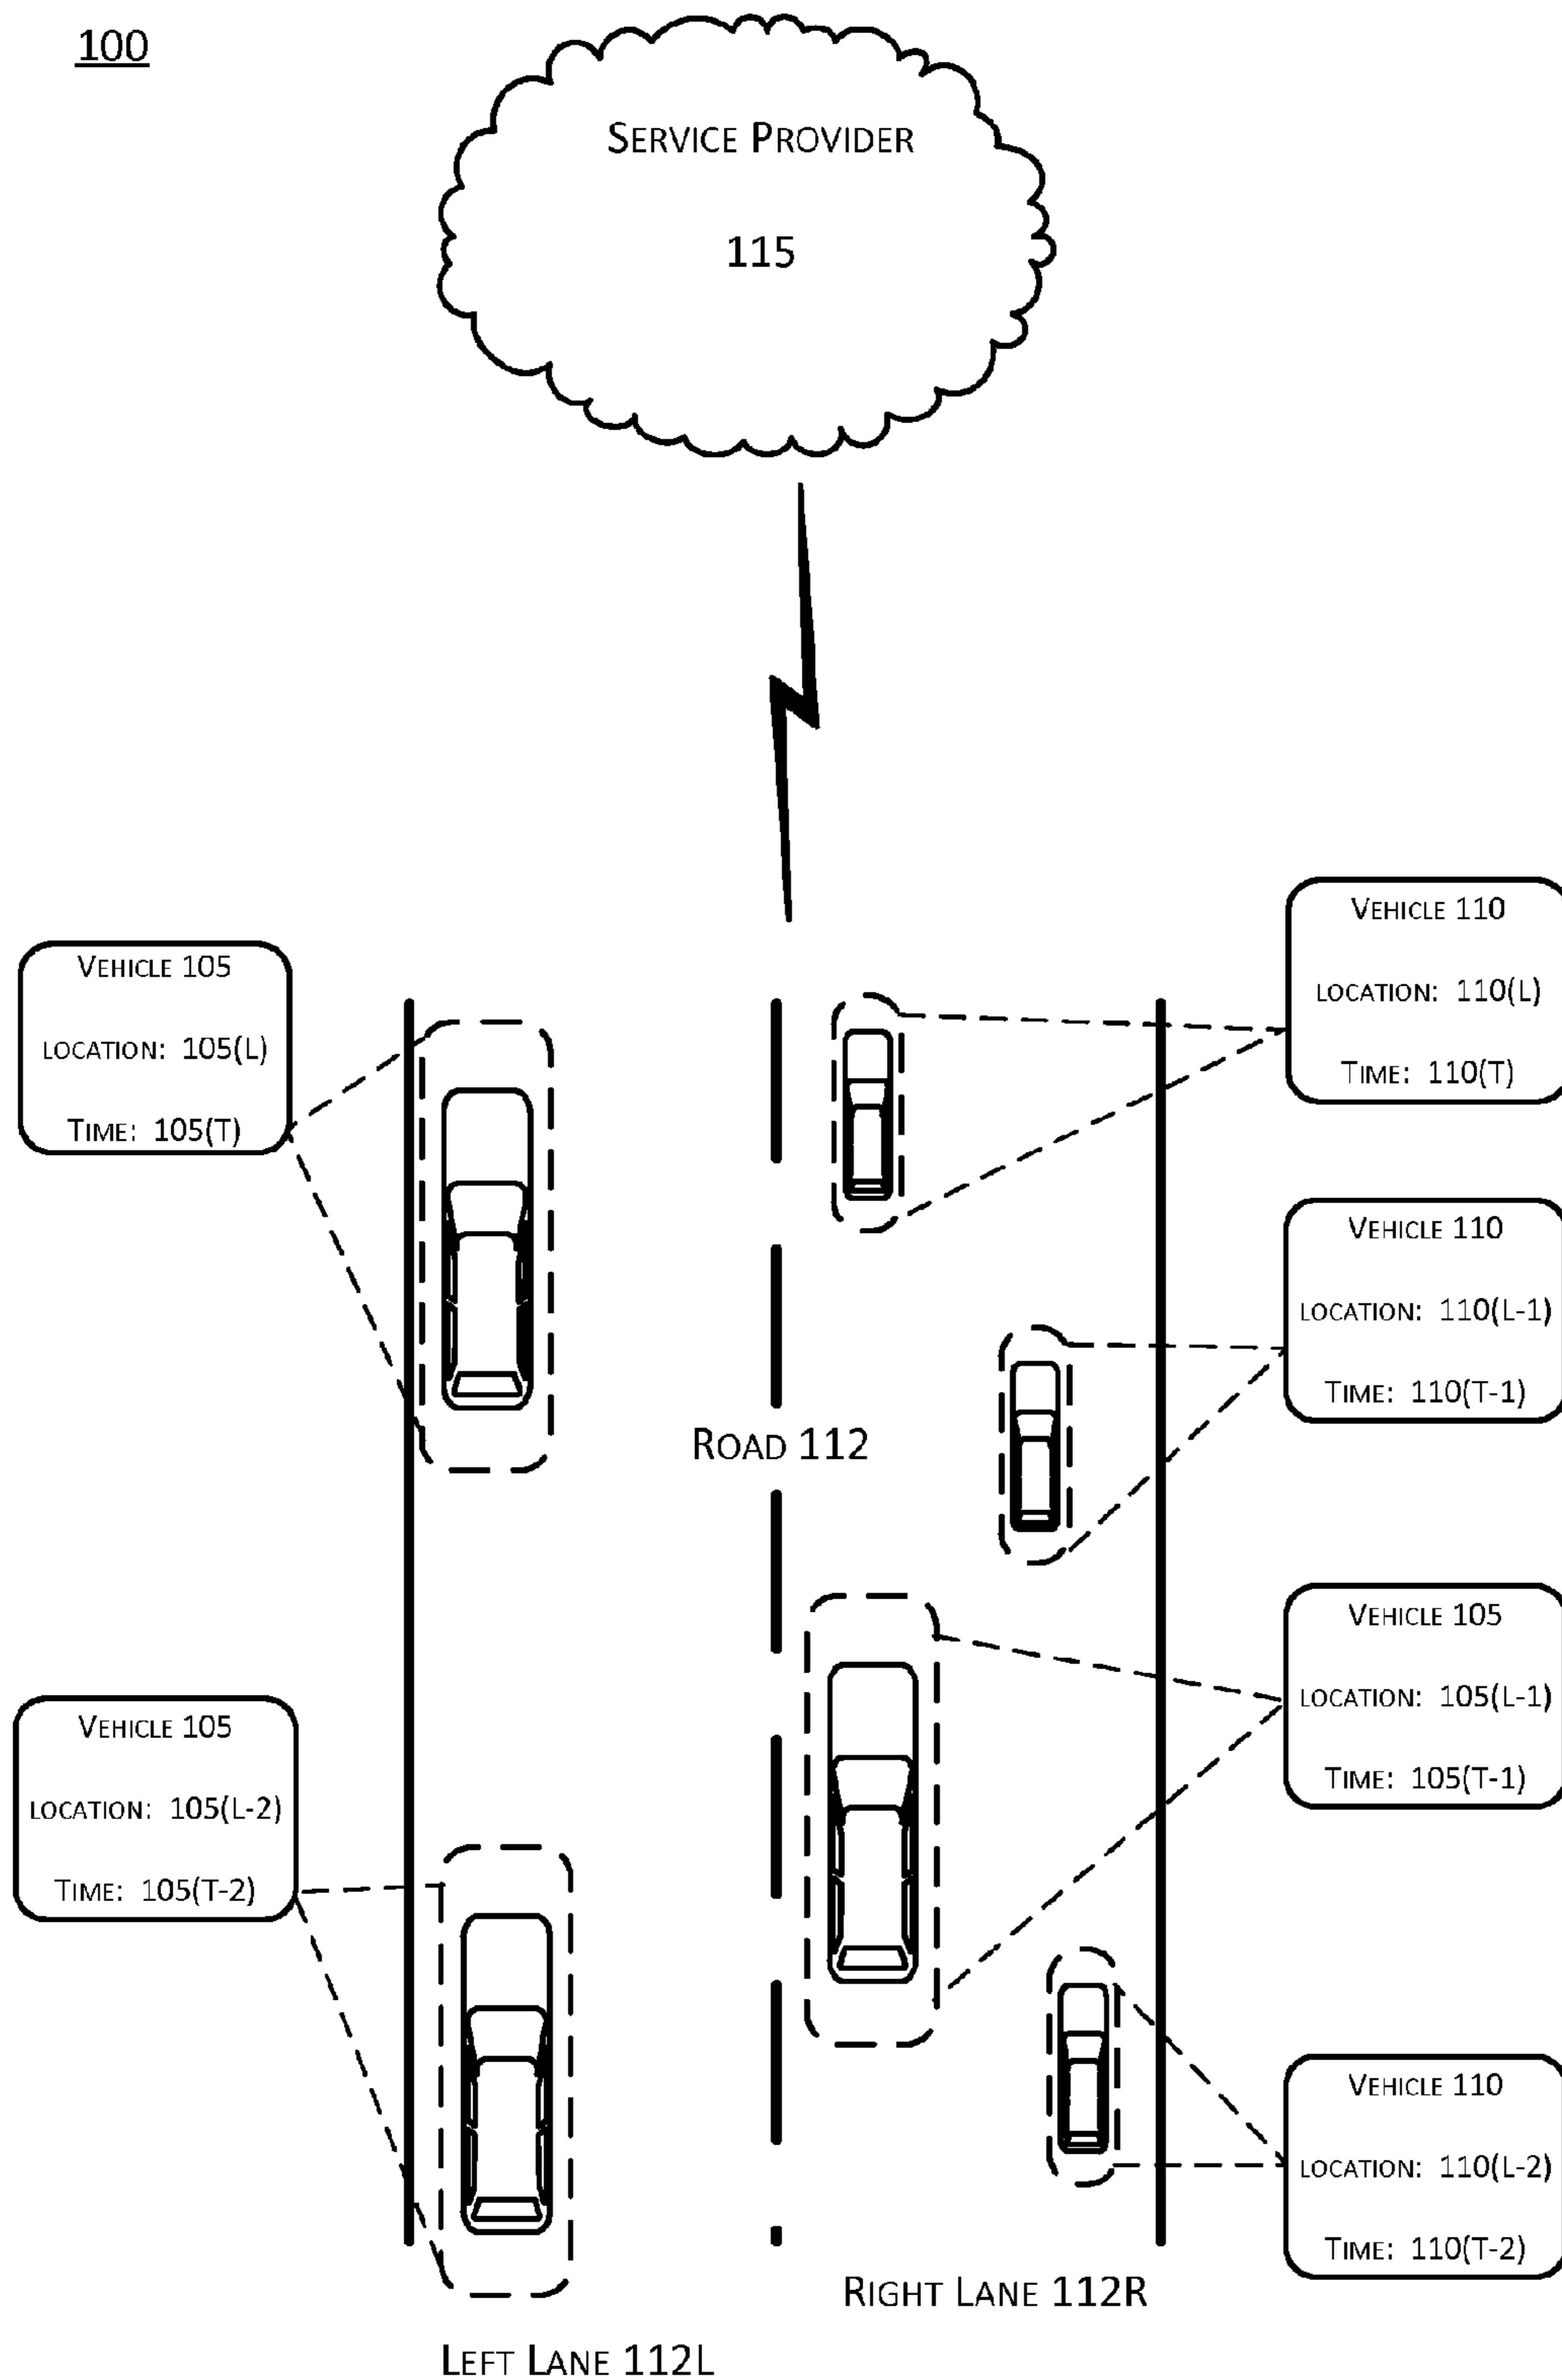 100
SERVICE PROVIDER
115
VEHICLE 110
LOCATION: 110(L)
TIME: 110(T)
VEHICLE 105
LOCATION: 105(L)
TIME: 105(T)
VEHICLE 110
LOCATION: 110(L-1)
TIME: 110(T-1)
ROAD 112
VEHICLE 105
LOCATION: 105(L-1)
TIME: 105(T-1)
VEHICLE 105
LOCATION: 105(L-2)
TIME: 105(T-2)
VEHICLE 110
LOCATION: 110(L-2)
TIME: 110(T-2)
RIGHT LANE 112R
LEFT LANE 112L